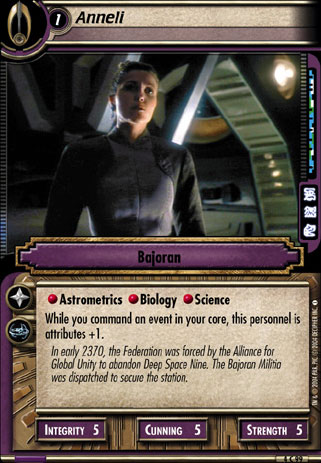 1 Anneli
Bajoran
Astrometrics Biology Science
While you command an event in your core, this personnel is
attributes +1.
In early 2370, the Federation was forced by the Alliance for
Global Unity to abandon Deep Space Nine. The Bajoran Militia
was dispatched to secure the station.
INTEGRITY 5
CUNNING 5
STRENGTH 5
4 C 99